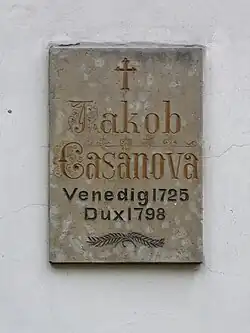 Jakob
Casanova
Venedig 1725
Dux 1798